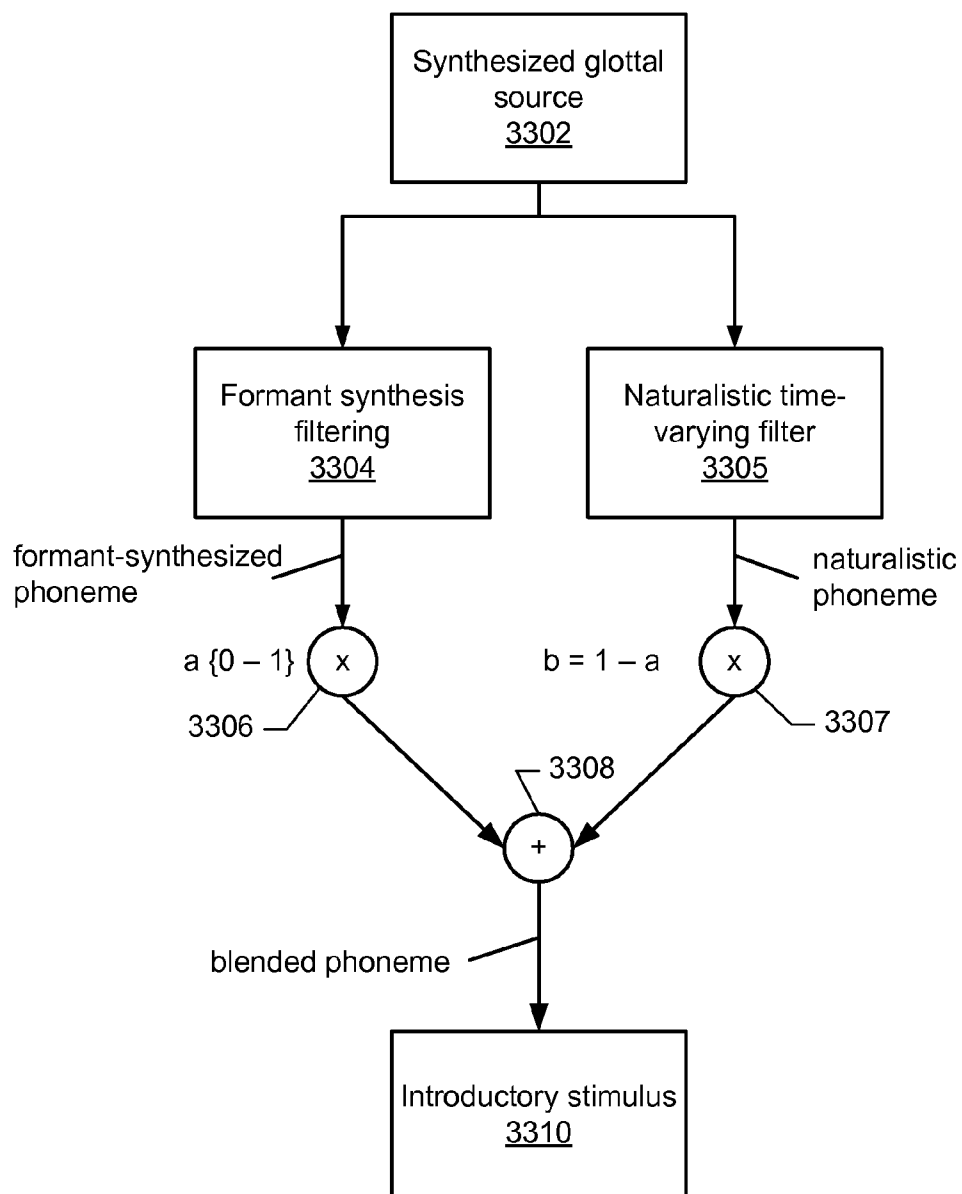 Synthesized glottal
source
3302
Formant synthesis
filtering
3304
Naturalistic time-
varying filter
3305
formant-synthesized
phoneme
naturalistic
phoneme
a {0 – 1}
x
b = 1 – a
x
3306
3307
3308
+
blended phoneme
Introductory stimulus
3310